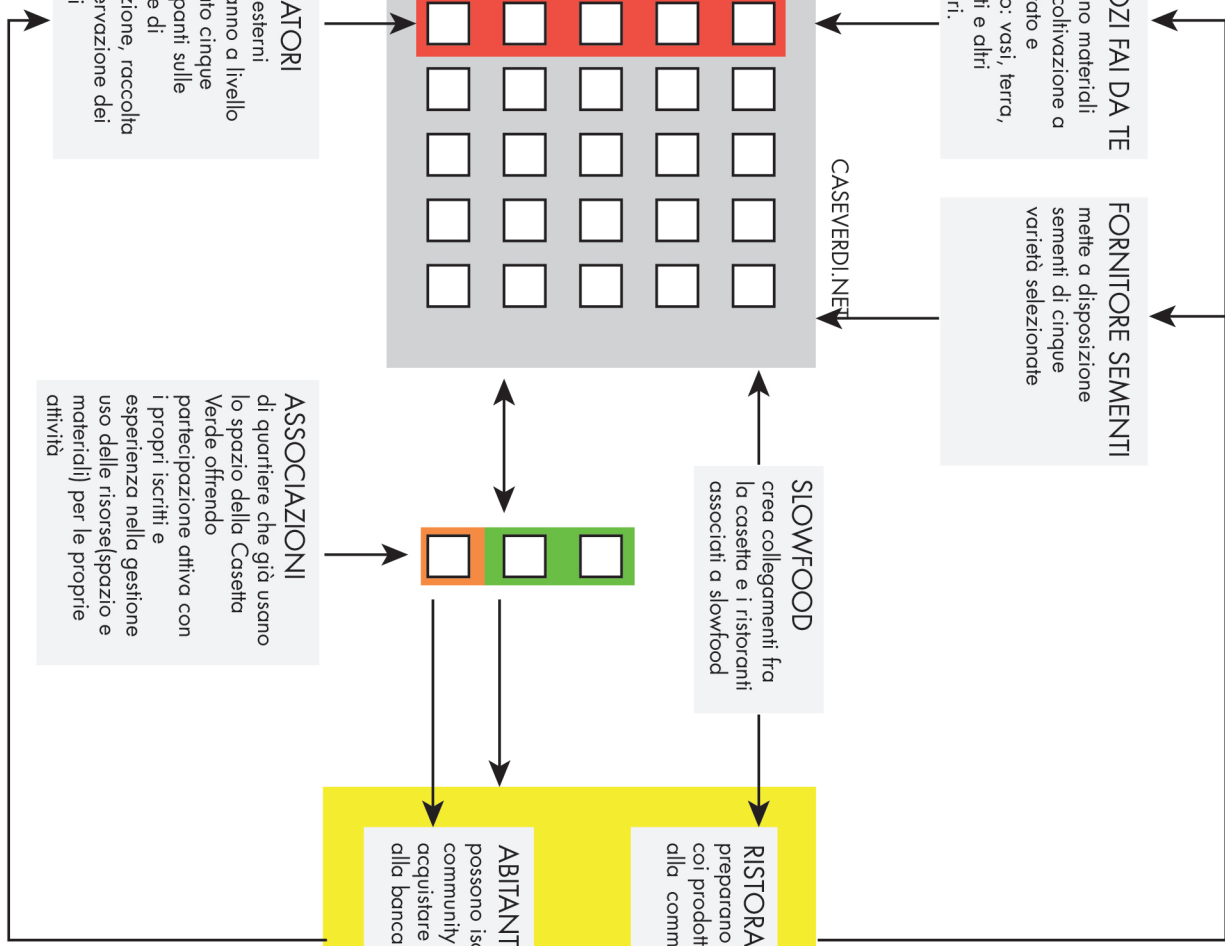 OZI FAI DA TE
no materiali
coltivazione a
ato e
o: vasi, terra,
ti e altri
ri.
FORNITORE SEMENTI
mette a disposizione
sementi di cinque
varietà selezionate
CASEVERDI.NET
SLOWFOOD
crea collegamenti fra
la casetta e i ristoranti
associati a slowfood
RISTORA
preparano
coi prodott
alla comm
ABITANT
possono isc
community
acquistare
alla banca
ATORI
esterni
anno a livello
ato cinque
panti sulle
e di
zione, raccolta
ervazione dei
i
ASSOCIAZIONI
di quartiere che già usano
lo spazio della Casetta
Verde offrendo
partecipazione attiva con
i propri iscritti e
esperienza nella gestione
uso delle risorse(spazio e
materiali) per le proprie
attività